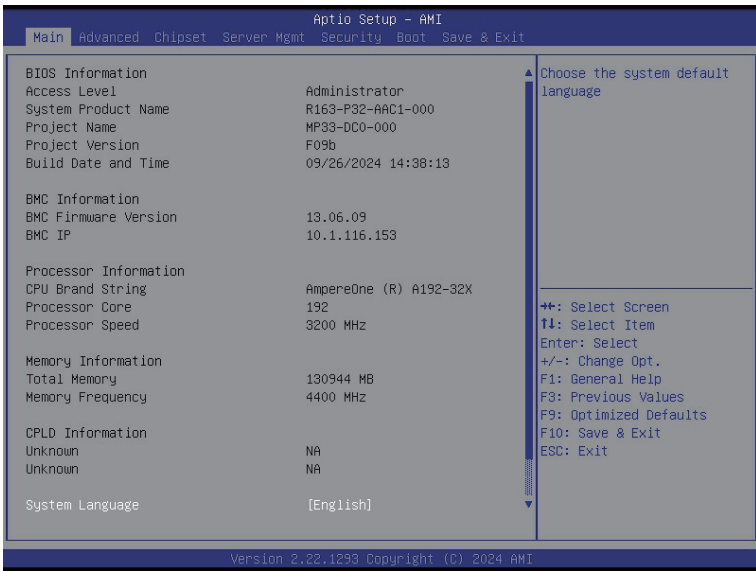 Aptio Setup – AMI
Main Advanced Chipset Server Mgmt Security Boot Save & Exit
BIOS Information
Access Level Administrator
System Product Name R163-P32-AAC1-000
Project Name MP33-DC0-000
Project Version F09b
Build Date and Time 09/26/2024 14:38:13
BMC Information
BMC Firmware Version 13.06.09
BMC IP 10.1.116.153
Processor Information
CPU Brand String AmpereOne (R) A192-32X
Processor Core 192
Processor Speed 3200 MHz
Memory Information
Total Memory 130944 MB
Memory Frequency 4400 MHz
CPLD Information
Unknown NA
Unknown NA
System Language [English]
Choose the system default
language
→←: Select Screen
↑↓: Select Item
Enter: Select
+/-: Change Opt.
F1: General Help
F3: Previous Values
F9: Optimized Defaults
F10: Save & Exit
ESC: Exit
Version 2.22.1293 Copyright (C) 2024 AMI